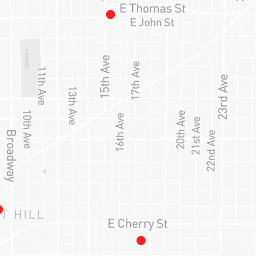 E Thomas St
E John St
11th Ave
10th Ave
Broadway
13th Ave
15th Ave
17th Ave
16th Ave
20th Ave
21st Ave
22nd Ave
23rd Ave
T HILL
E Cherry St